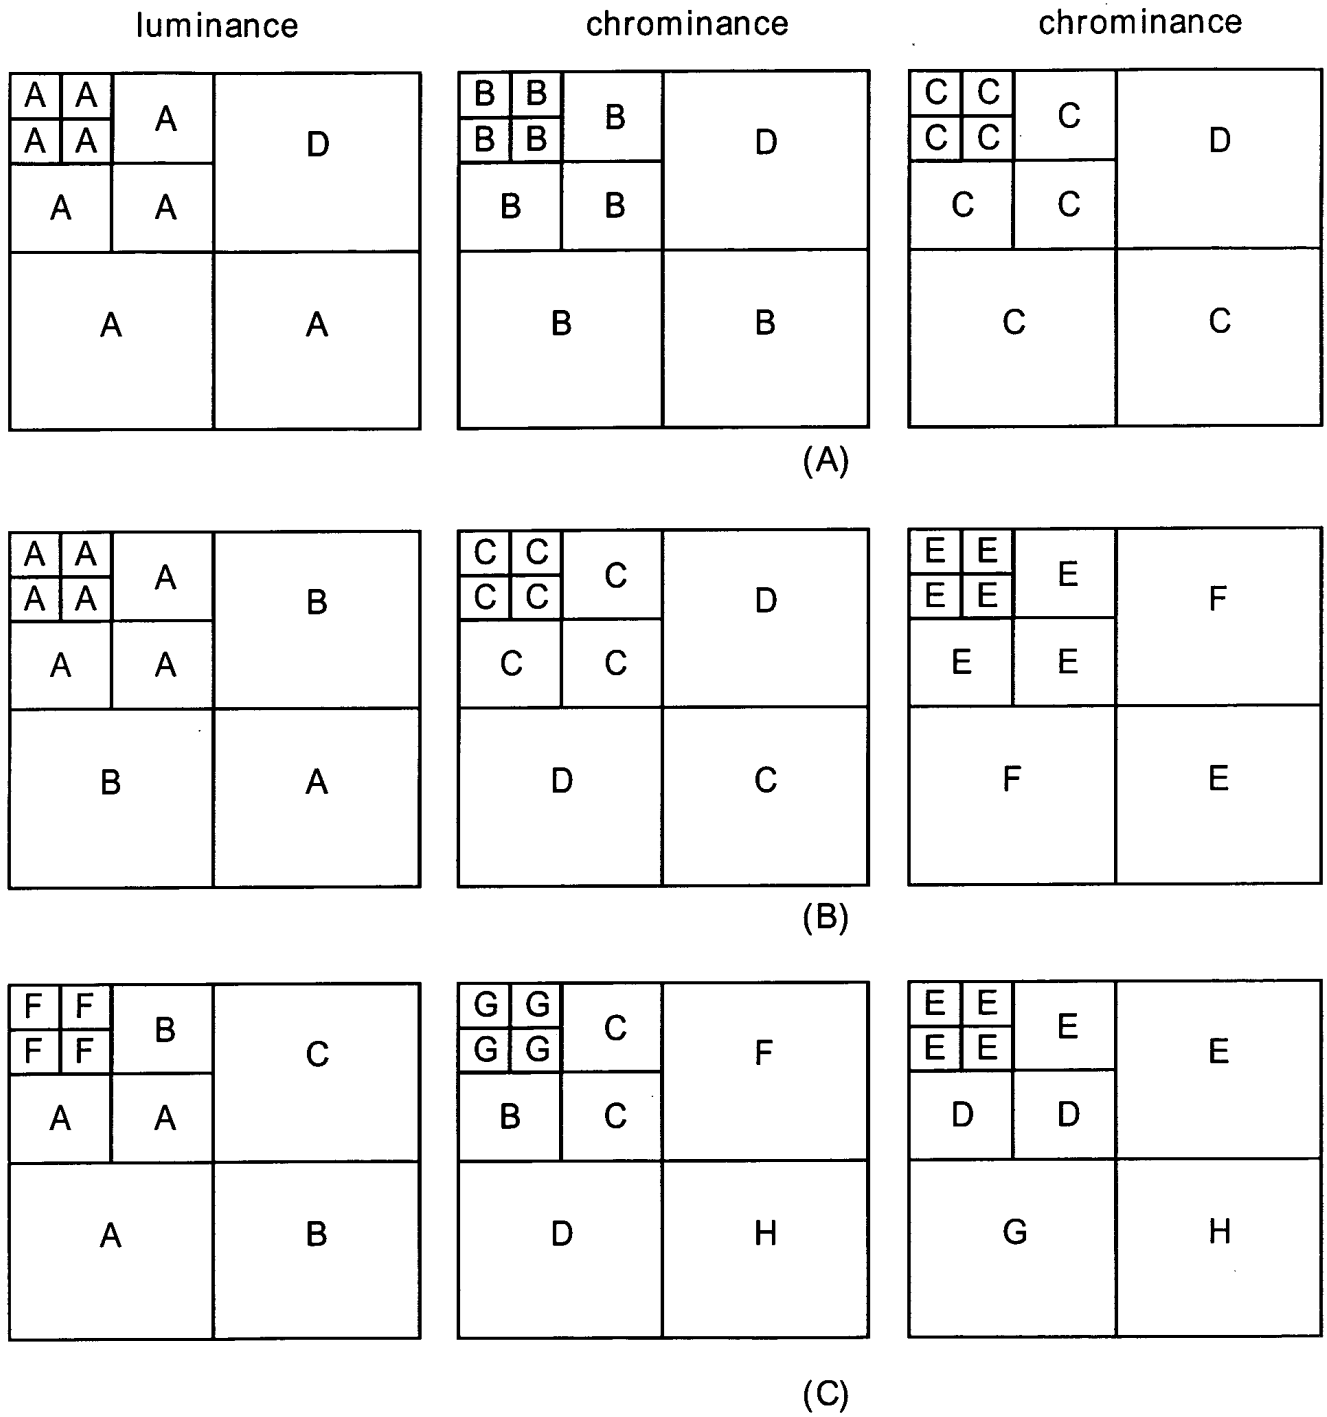 luminance chrominance chrominance
A A A D B B B D C C C D
A A B B C C
A A B B C C
A A B B C C
(A)
A A A B C C C D E E E F
A A C C E E
A A C C E E
B A D C F E
(B)
F F B C G G C F E E E E
F F G G E E
A A B C D D
A B D H G H
(C)